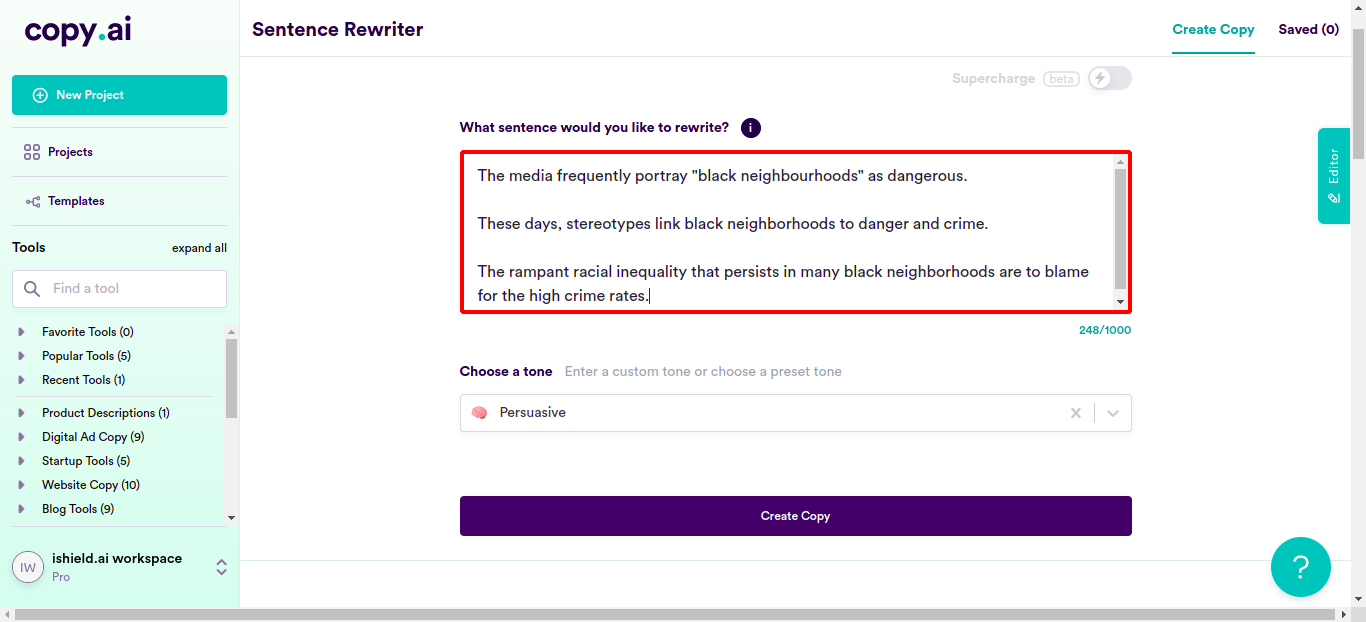 copy.ai
Sentence Rewriter
Create Copy
Saved (0)
New Project
Projects
Templates
Tools
expand all
Find a tool
Favorite Tools (0)
Popular Tools (5)
Recent Tools (1)
Product Descriptions (1)
Digital Ad Copy (9)
Startup Tools (5)
Website Copy (10)
Blog Tools (9)
IW
ishield.ai workspace
Pro
Supercharge beta
What sentence would you like to rewrite? i
The media frequently portray "black neighbourhoods" as dangerous.
These days, stereotypes link black neighborhoods to danger and crime.
The rampant racial inequality that persists in many black neighborhoods are to blame
for the high crime rates.
248/1000
Choose a tone Enter a custom tone or choose a preset tone
Persuasive
Create Copy
Editor
?